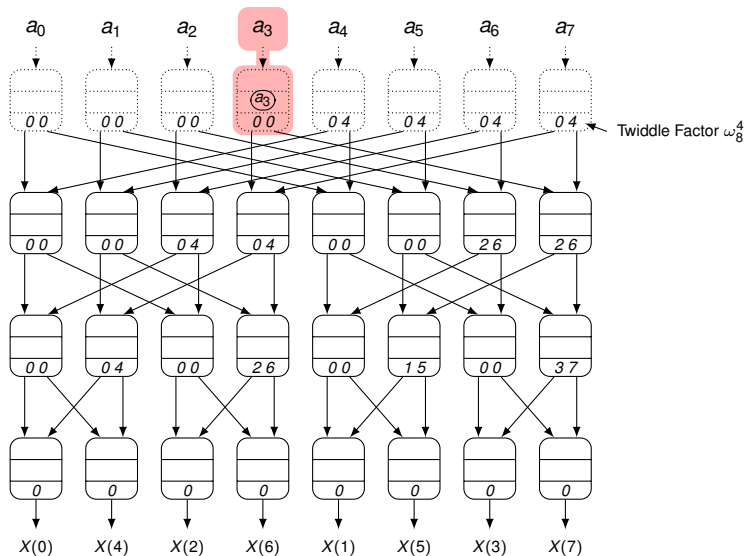 a₀ a₁ a₂ a₃ a₄ a₅ a₆ a₇
a₃
0 0 0 0 0 0 0 0 0 4 0 4 0 4 0 4
Twiddle Factor ω₈⁴
0 0 0 0 0 4 0 4 0 0 0 0 2 6 2 6
0 0 0 4 0 0 2 6 0 0 1 5 0 0 3 7
0 0 0 0 0 0 0 0
X(0) X(4) X(2) X(6) X(1) X(5) X(3) X(7)